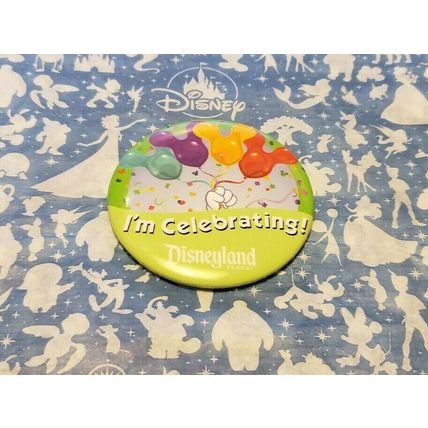 Disney
I'm Celebrating!
Disneyland
RESORT